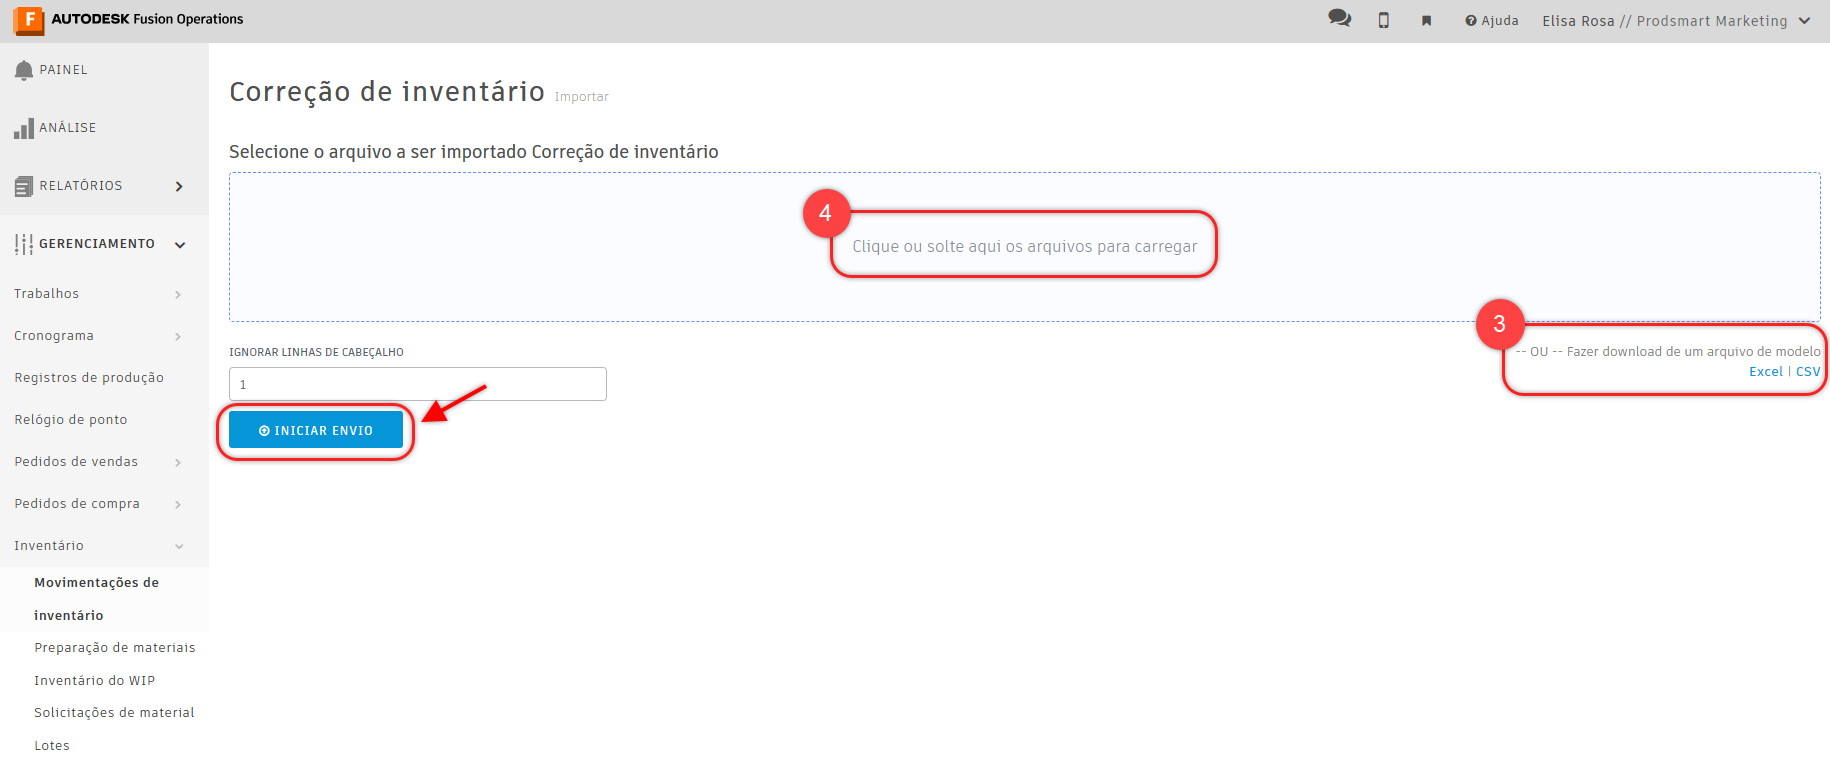 F AUTODESK Fusion Operations
Ajuda
Elisa Rosa // Prodsmart Marketing
PAINEL
ANÁLISE
RELATÓRIOS
GERENCIAMENTO
Trabalhos
Cronograma
Registros de produção
Relógio de ponto
Pedidos de vendas
Pedidos de compra
Inventário
Movimentações de
inventário
Preparação de materiais
Inventário do WIP
Solicitações de material
Lotes
Correção de inventário Importar
Selecione o arquivo a ser importado Correção de inventário
4
Clique ou solte aqui os arquivos para carregar
3
-- OU -- Fazer download de um arquivo de modelo
Excel | CSV
IGNORAR LINHAS DE CABEÇALHO
1
INICIAR ENVIO